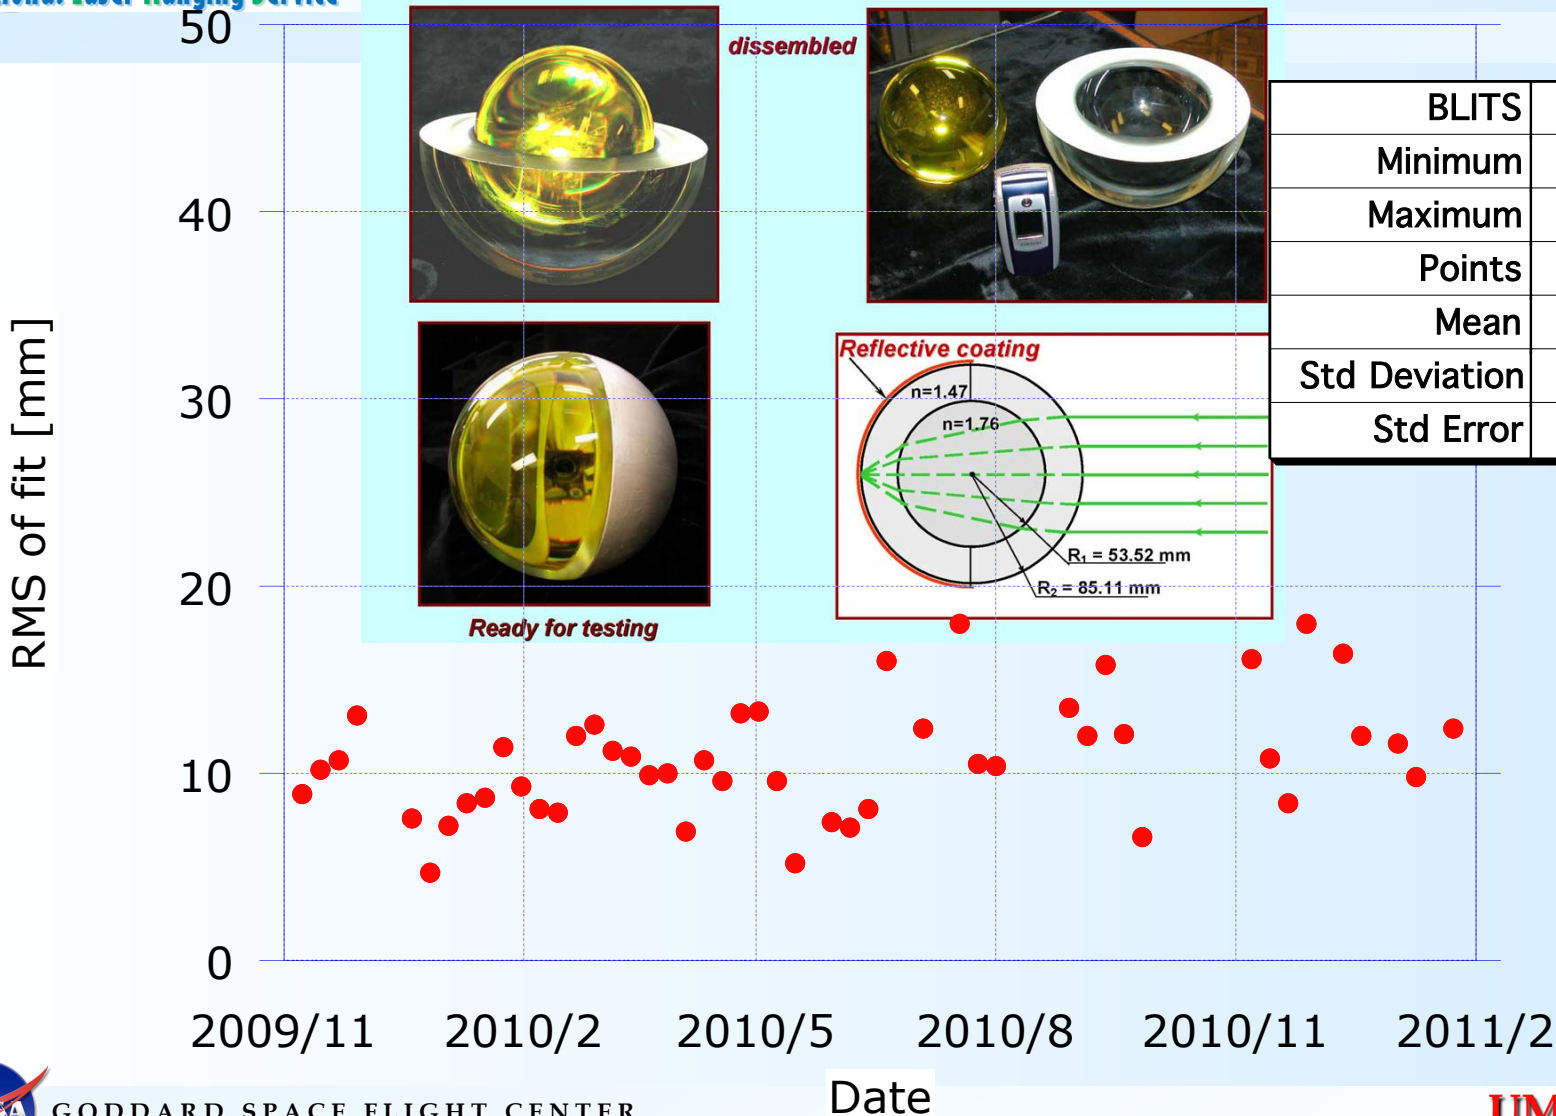 Ranging Service
50
dissembled
BLITS
Minimum
40
Maximum
Points
Mean
Reflective coating
Std Deviation
30
n=1.47
n=1.76
Std Error
RMS of fit [mm]
R₁ = 53.52 mm
R₂ = 85.11 mm
20
Ready for testing
10
0
2009/11 2010/2 2010/5 2010/8 2010/11 2011/2
Date
GODDARD SPACE FLIGHT CENTER